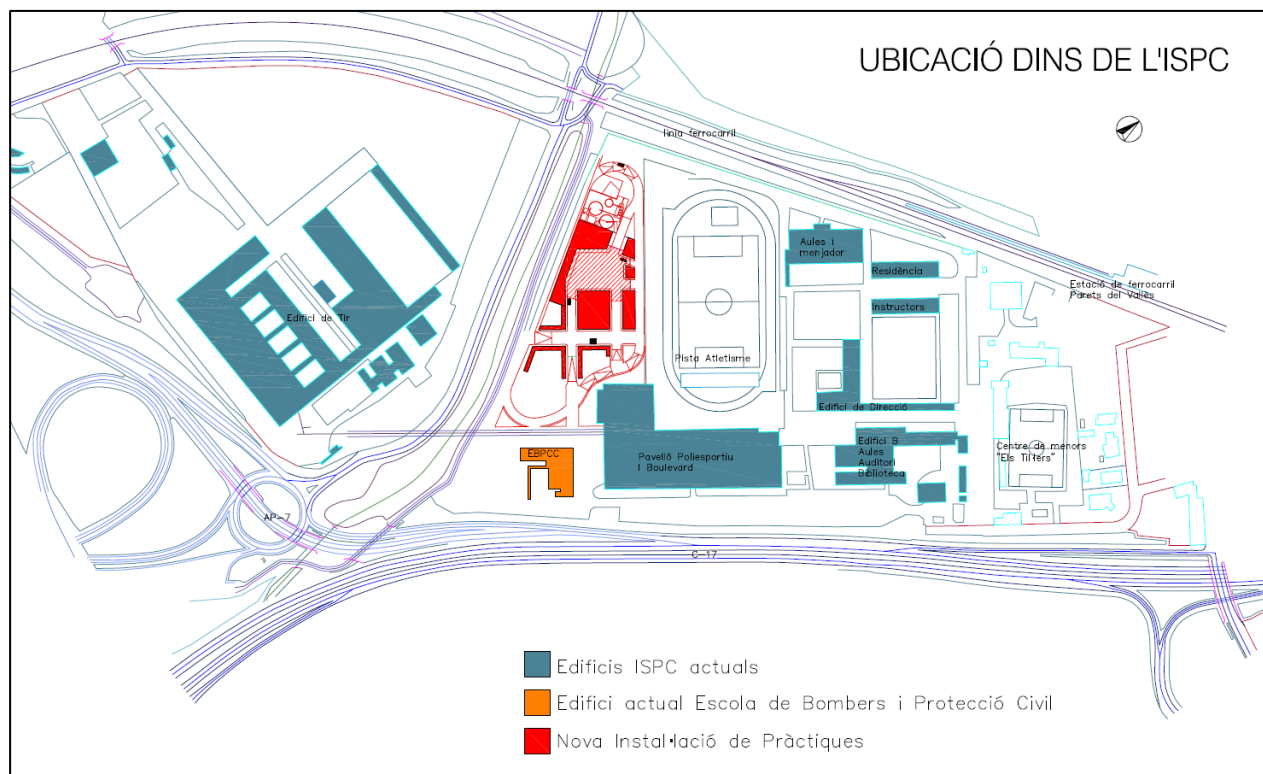 UBICACIÓ DINS DE L'ISPC
línia ferrocarril
Aules i
menjador
Residència
Estació de ferrocarril
Parets del Vallès
Instructors
Edifici de Tir
Pista Atletisme
Edifici de Direcció
Edifici B
Aules
Auditori
Biblioteca
Centre de menors
"Els Til·lers"
EBPCC
Pavelló Poliesportiu
i Boulevard
AP-7
C-17
Edificis ISPC actuals
Edifici actual Escola de Bombers i Protecció Civil
Nova Instal·lació de Pràctiques